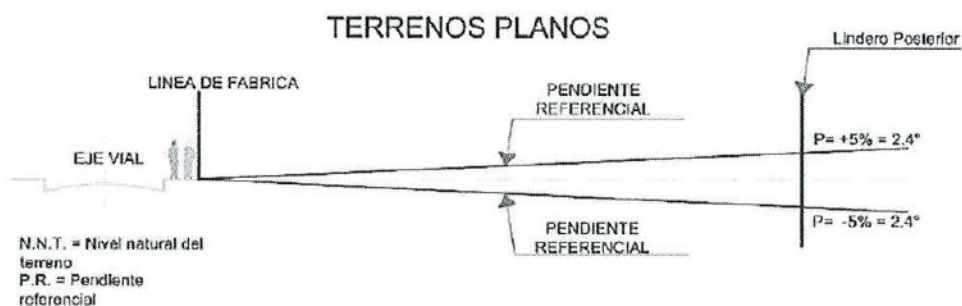 TERRENOS PLANOS
Lindero Posterior
LINEA DE FABRICA
PENDIENTE
REFERENCIAL
EJE VIAL
P= +5% = 2.4°
P= -5% = 2.4°
PENDIENTE
REFERENCIAL
N.N.T. = Nivel natural del
terreno
P.R. = Pendiente
referencial